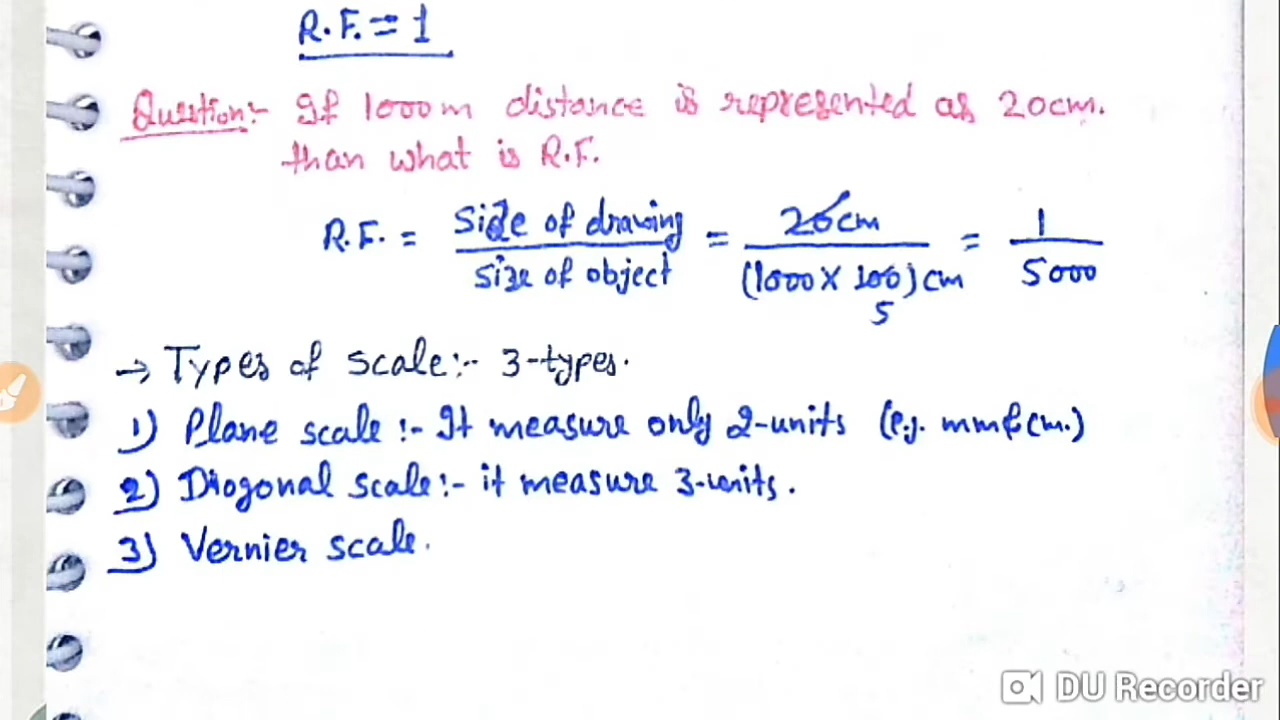 R.F. = 1
Question:- If 1000m distance is represented as 20cm.
than what is R.F.
R.F. = Size of drawing / Size of object = 20cm / (1000 X 100) cm = 1 / 5000
5
→ Types of Scale:- 3-types.
1) Plane scale :- It measure only 2-units (e.g. mm & cm.)
2) Diogonal scale:- it measure 3-units.
3) Vernier scale.
DU Recorder